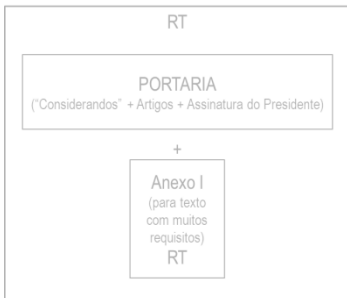 RT
PORTARIA
("Considerandos" + Artigos + Assinatura do Presidente)
+
Anexo I
(para texto
com muitos
requisitos)
RT